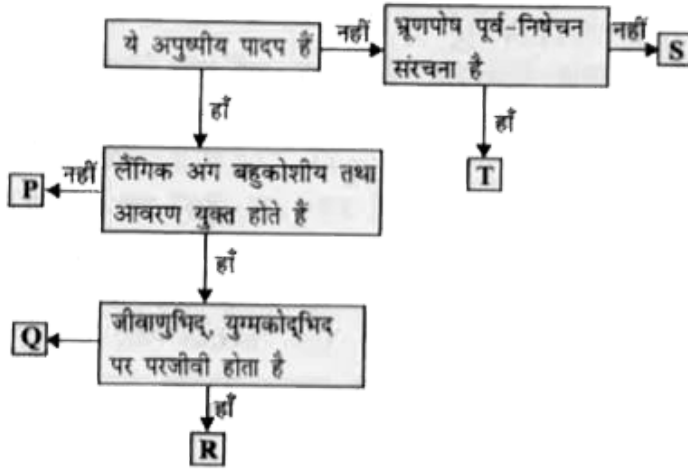 ये अपुष्पीय पादप हैं
नहीं
भ्रूणपोष पूर्व-निषेचन
संरचना है
नहीं
S
हाँ
हाँ
T
लैंगिक अंग बहुकोशीय तथा
आवरण युक्त होते हैं
नहीं
P
हाँ
जीवाणुभिद्, युग्मकोद्भिद
पर परजीवी होता है
Q
हाँ
R